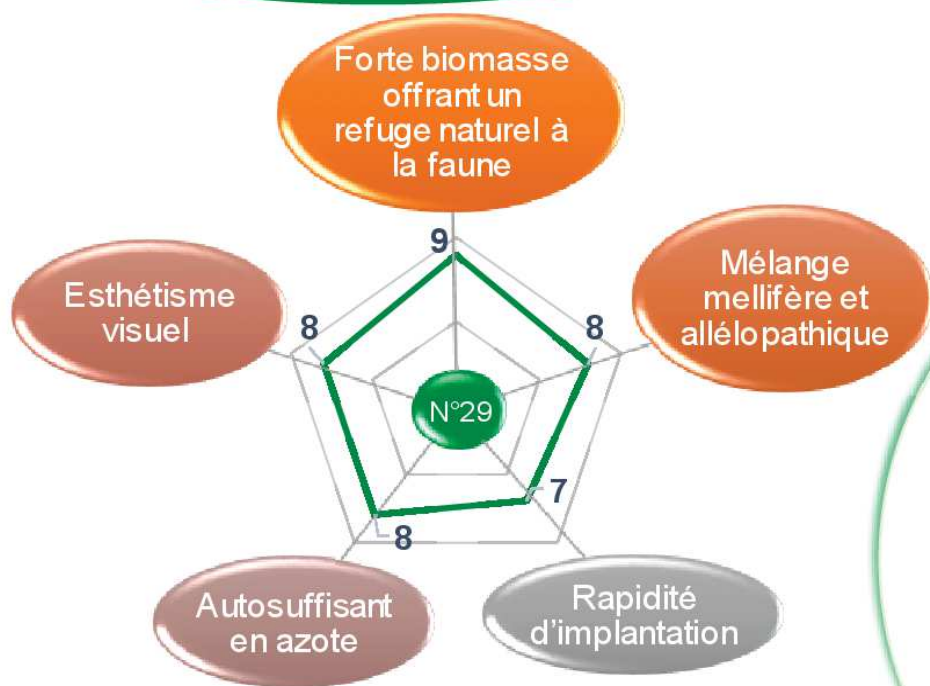 Forte biomasse
offrant un
refuge naturel à
la faune
9
Esthétisme
visuel
8
8
Mélange
mellifère et
allélopathique
N°29
7
8
Autosuffisant
en azote
Rapidité
d'implantation